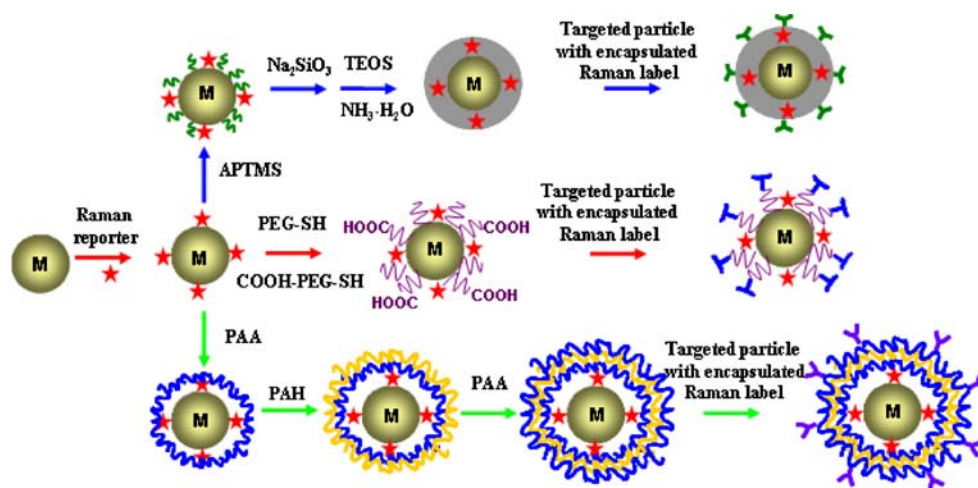 M
Na₂SiO₃ TEOS
NH₃-H₂O
M
Targeted particle
with encapsulated
Raman label
M
APTMS
M
Raman
reporter
M
PEG-SH
COOH-PEG-SH
HOOC
COOH
M
HOOC
COOH
Targeted particle
with encapsulated
Raman label
M
PAA
M
PAH
M
PAA
M
Targeted particle
with encapsulated
Raman label
M